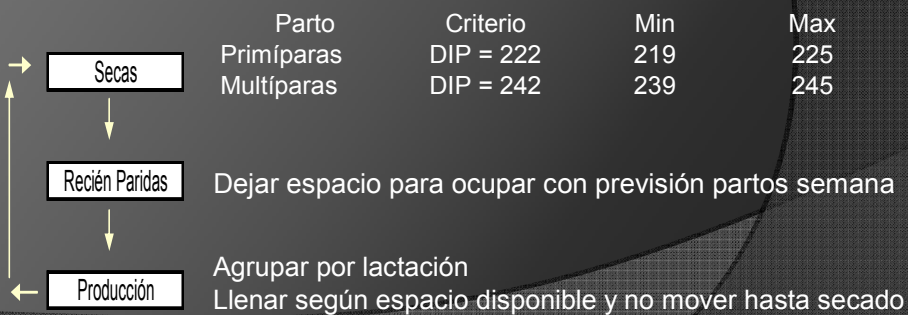 Parto Criterio Min Max
Secas
Primíparas DIP = 222 219 225
Multíparas DIP = 242 239 245
Recién Paridas
Dejar espacio para ocupar con previsión partos semana
Producción
Agrupar por lactación
Llenar según espacio disponible y no mover hasta secado